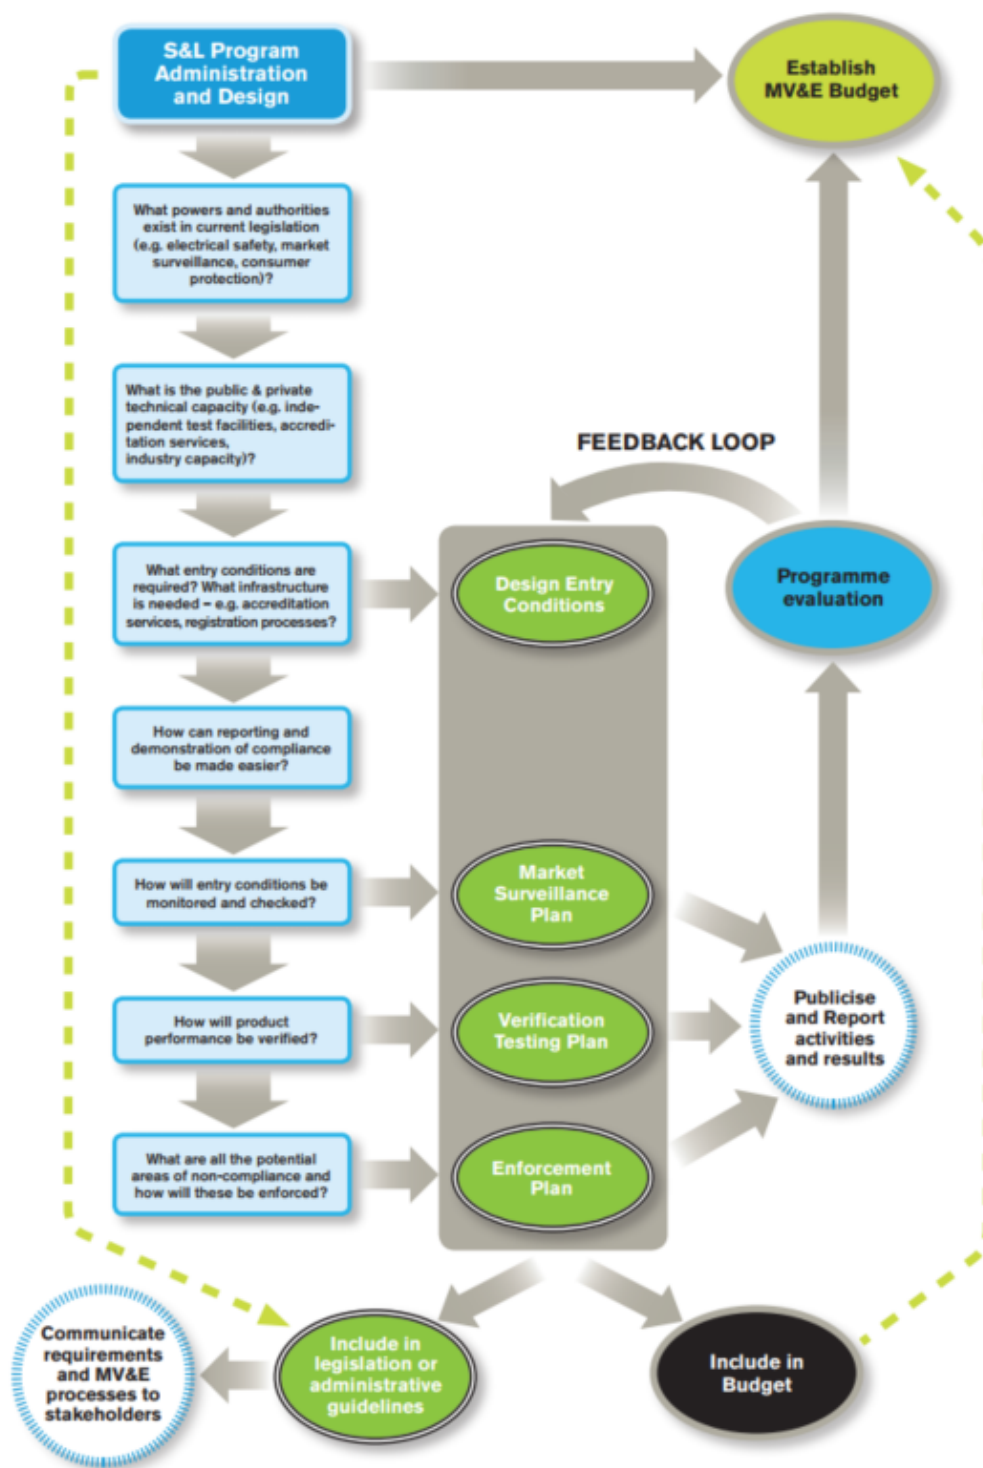 S&L Program
Administration
and Design
Establish
MV&E Budget
What powers and authorities
exist in current legislation
(e.g. electrical safety, market
surveillance, consumer
protection)?
What is the public & private
technical capacity (e.g. inde-
pendent test facilities, accredi-
tation services,
industry capacity)?
FEEDBACK LOOP
What entry conditions are
required? What infrastructure
is needed – e.g. accreditation
services, registration processes?
Design Entry
Conditions
Programme
evaluation
How can reporting and
demonstration of compliance
be made easier?
How will entry conditions be
monitored and checked?
Market
Surveillance
Plan
How will product
performance be verified?
Verification
Testing Plan
Publicise
and Report
activities
and results
What are all the potential
areas of non-compliance and
how will these be enforced?
Enforcement
Plan
Communicate
requirements
and MV&E
processes to
stakeholders
Include in
legislation or
administrative
guidelines
Include in
Budget